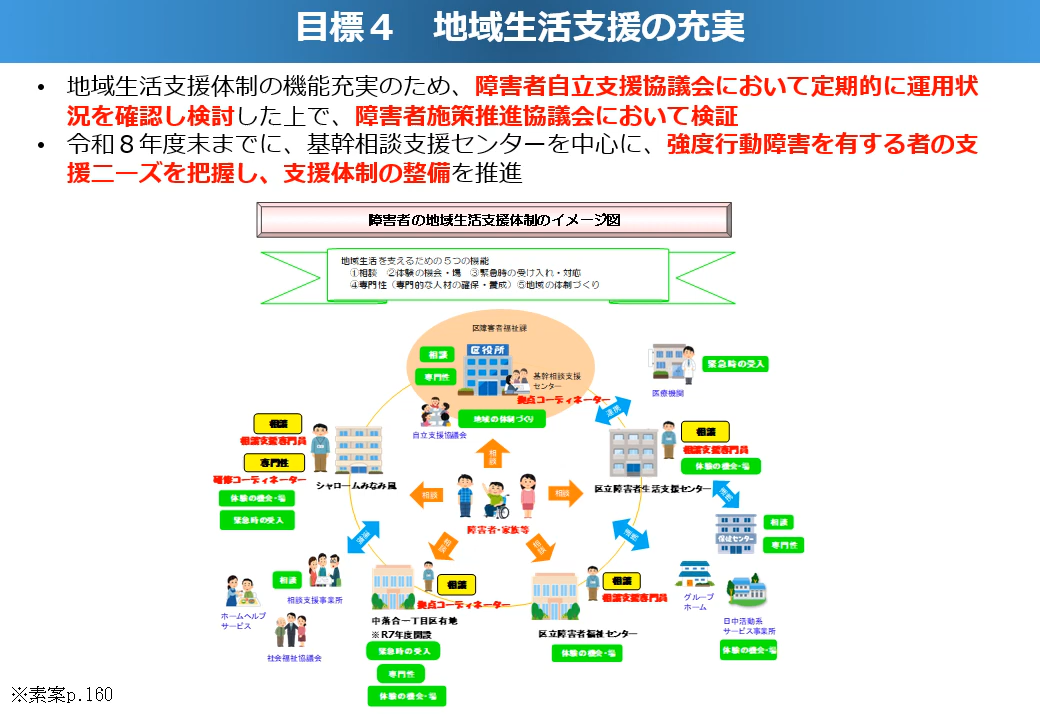 目標４　地域生活支援の充実
• 地域生活支援体制の機能充実のため、障害者自立支援協議会において定期的に運用状
況を確認し検討した上で、障害者施策推進協議会において検証
• 令和８年度末までに、基幹相談支援センターを中心に、強度行動障害を有する者の支
援ニーズを把握し、支援体制の整備を推進
障害者の地域生活支援体制のイメージ図
地域生活を支えるための５つの機能
①相談　②体験の機会・場　③緊急時の受け入れ・対応
④専門性（専門的な人材の確保・養成）⑤地域の体制づくり
区障害者福祉課
相談
区役所
専門性
基幹相談支援
センター
拠点コーディネーター
地域の体制づくり
自立支援協議会
連携
緊急時の受入
医療機関
相談
相談支援専門員
専門性
研修コーディネーター
体験の機会・場
緊急時の受入
シャロームみなみ風
相談
相談支援専門員
体験の機会・場
区立障害者生活支援センター
連携
相談
相談
相談
障害者・家族等
相談
相談
連携
連携
保健センター
相談
専門性
相談
相談支援事業所
ホームヘルプ
サービス
社会福祉協議会
相談
拠点コーディネーター
中落合一丁目区有地
※R7年度開設
緊急時の受入
専門性
体験の機会・場
相談
相談支援専門員
区立障害者福祉センター
体験の機会・場
グループ
ホーム
日中活動系
サービス事業所
体験の機会・場
※素案p.160